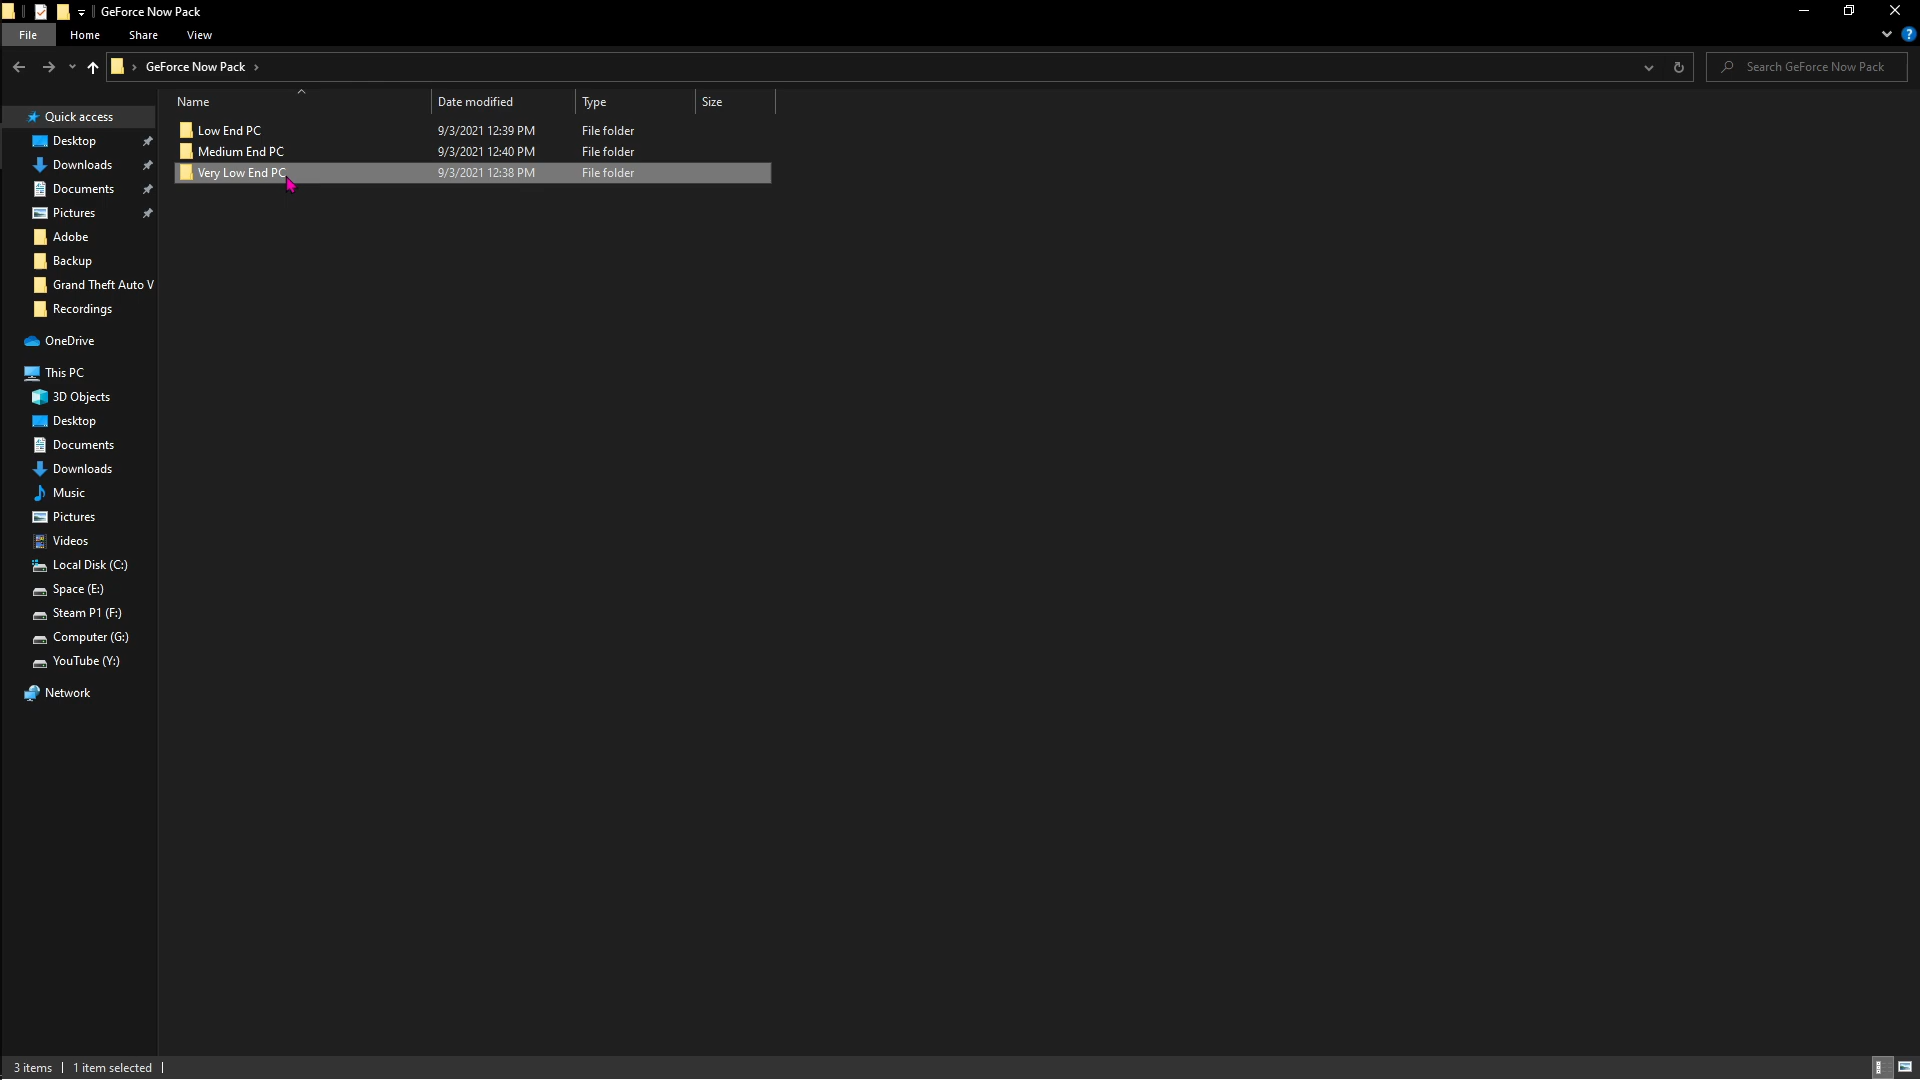 GeForce Now Pack
File Home Share View
GeForce Now Pack
Search GeForce Now Pack
Name Date modified Type Size
Low End PC 9/3/2021 12:39 PM File folder
Medium End PC 9/3/2021 12:40 PM File folder
Very Low End PC 9/3/2021 12:38 PM File folder
Quick access
Desktop
Downloads
Documents
Pictures
Adobe
Backup
Grand Theft Auto V
Recordings
OneDrive
This PC
3D Objects
Desktop
Documents
Downloads
Music
Pictures
Videos
Local Disk (C:)
Space (E:)
Steam P1 (F:)
Computer (G:)
YouTube (Y:)
Network
3 items 1 item selected